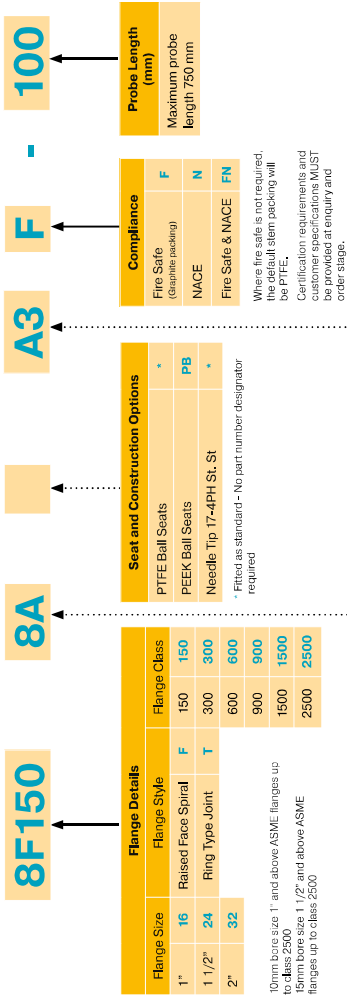 8F150
8A
A3
F
-
100
Flange Details
Flange Size
Flange Style
Flange Class
1"
16
Raised Face Spiral
F
150
150
1 1/2"
24
Ring Type Joint
T
300
300
2"
32
600
600
900
900
1500
1500
2500
2500
10mm bore size 1" and above ASME flanges up
to class 2500
15mm bore size 1 1/2" and above ASME
flanges up to class 2500
Seat and Construction Options
PTFE Ball Seats
*
PEEK Ball Seats
PB
Needle Tip 17-4PH St. St
*
* Fitted as standard - No part number designator
required
Compliance
Fire Safe
(Graphite packing)
F
NACE
N
Fire Safe & NACE
FN
Where fire safe is not required,
the default stem packing will
be PTFE.
Certification requirements and
customer specifications MUST
be provided at enquiry and
order stage.
Probe Length
(mm)
Maximum probe
length 750 mm